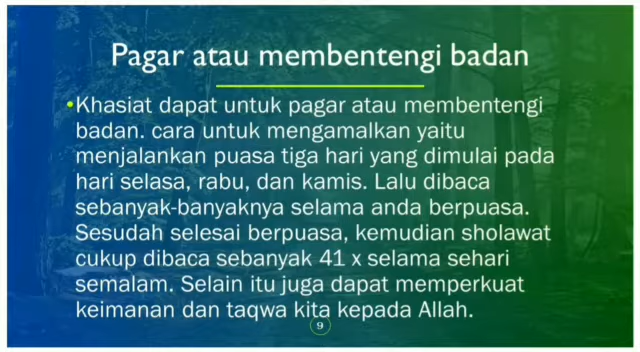 Pagar atau membentengi badan
•Khasiat dapat untuk pagar atau membentengi
badan. cara untuk mengamalkan yaitu
menjalankan puasa tiga hari yang dimulai pada
hari selasa, rabu, dan kamis. Lalu dibaca
sebanyak-banyaknya selama anda berpuasa.
Sesudah selesai berpuasa, kemudian sholawat
cukup dibaca sebanyak 41 x selama sehari
semalam. Selain itu juga dapat memperkuat
keimanan dan taqwa kita kepada Allah.
9